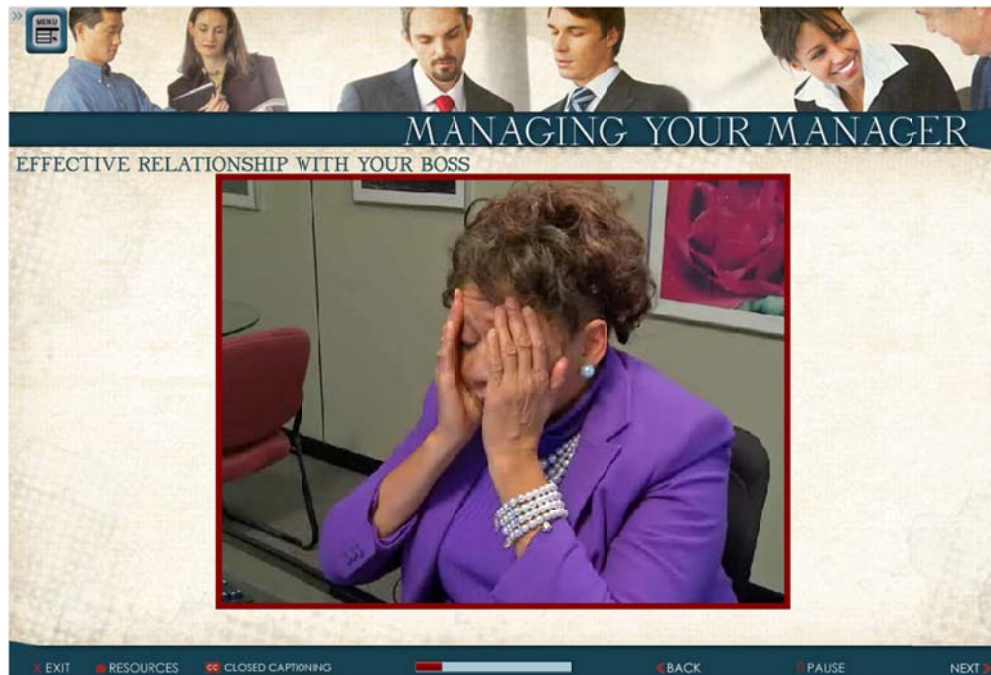 MENU
MANAGING YOUR MANAGER
EFFECTIVE RELATIONSHIP WITH YOUR BOSS
EXIT RESOURCES CC CLOSED CAPTIONING BACK PAUSE NEXT